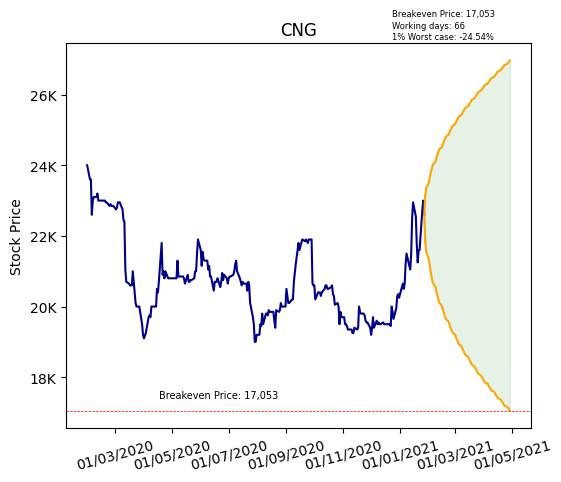 Breakeven Price: 17,053
Working days: 66
1% Worst case: -24.54%
CNG
Stock Price
26K
24K
22K
20K
18K
Breakeven Price: 17,053
01/03/2020 01/05/2020 01/07/2020 01/09/2020 01/11/2020 01/01/2021 01/03/2021 01/05/2021